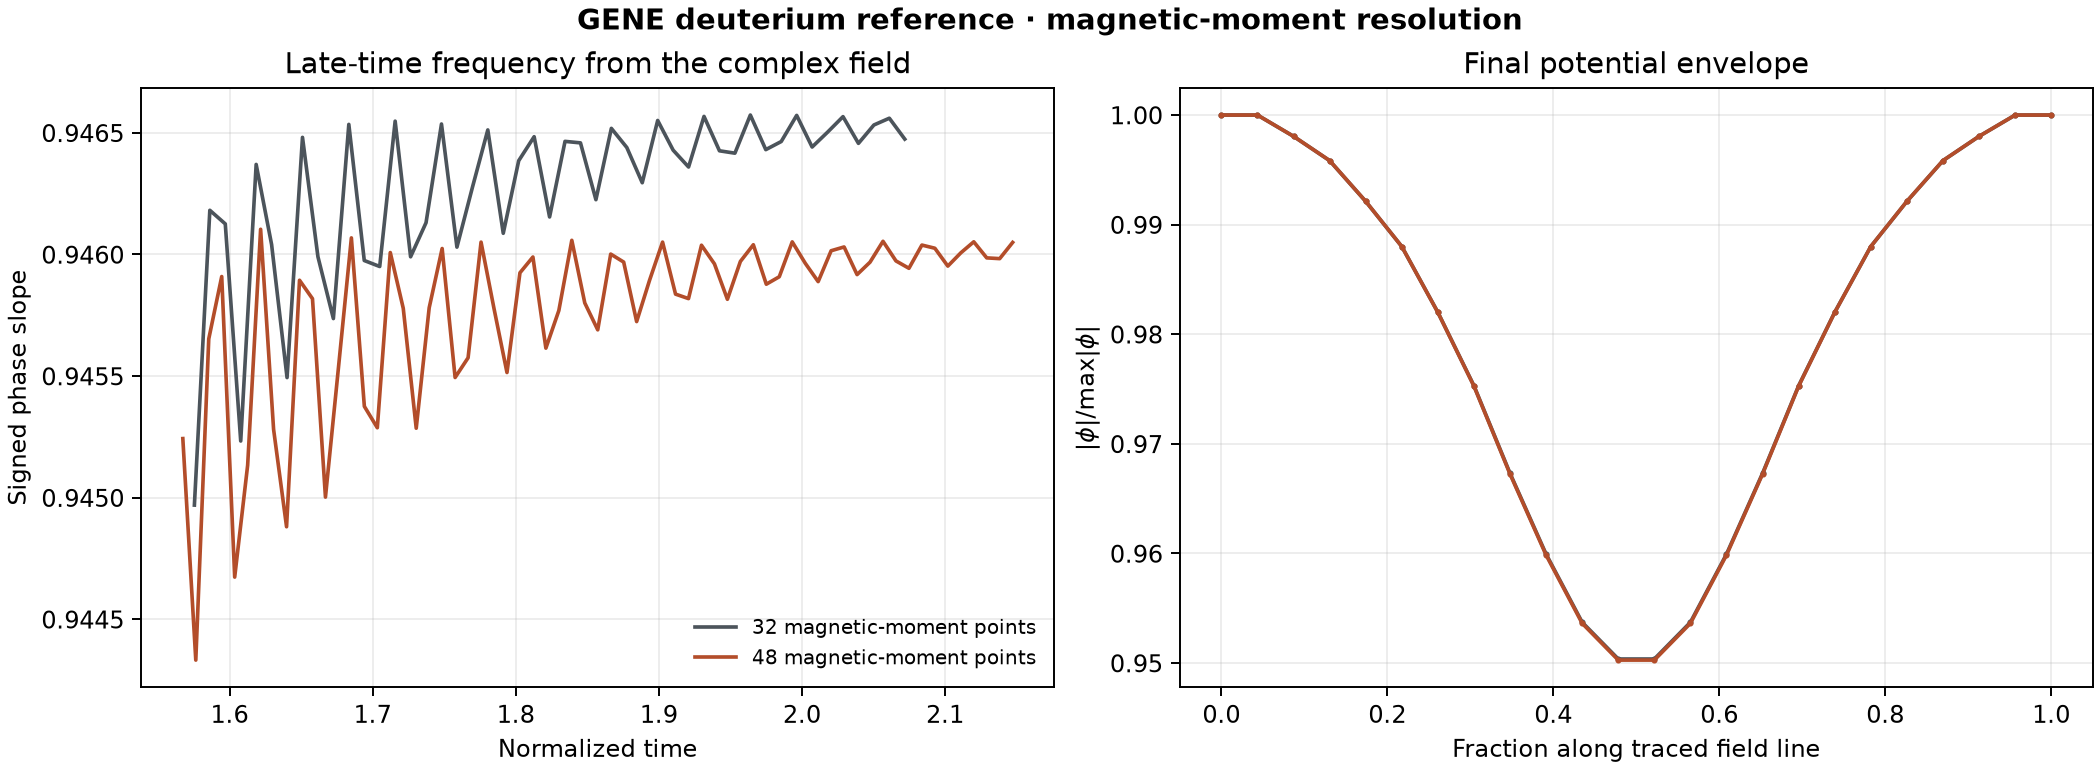 GENE deuterium reference · magnetic-moment resolution
Late-time frequency from the complex field
Signed phase slope
0.9465
0.9460
0.9455
0.9450
0.9445
32 magnetic-moment points
48 magnetic-moment points
1.6 1.7 1.8 1.9 2.0 2.1
Normalized time
Final potential envelope
|ϕ|/max|ϕ|
1.00
0.99
0.98
0.97
0.96
0.95
0.0 0.2 0.4 0.6 0.8 1.0
Fraction along traced field line